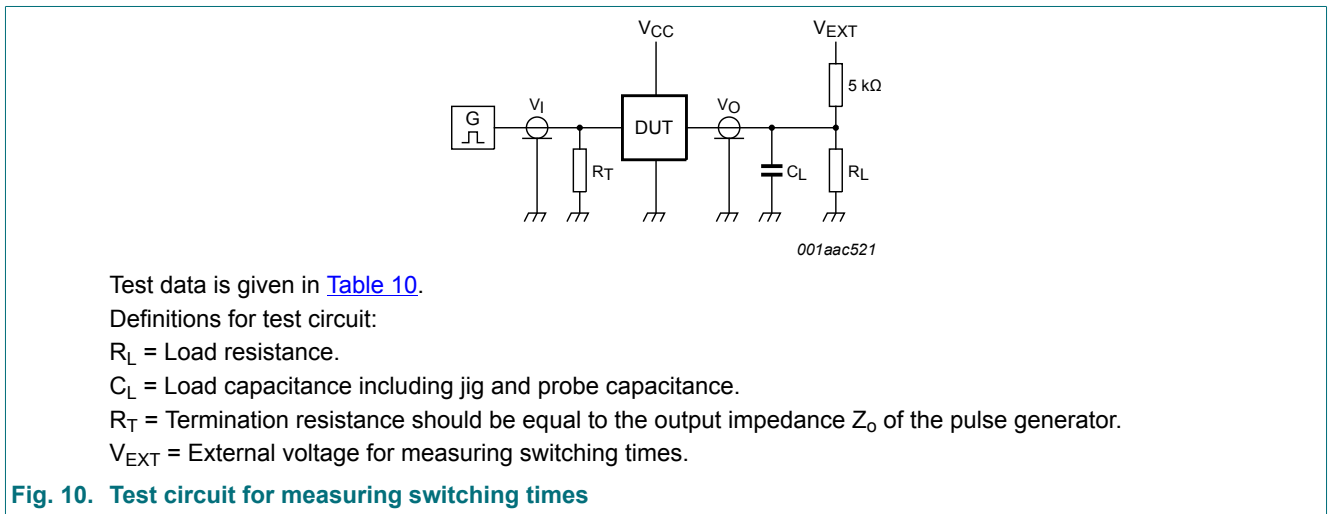 VCC
VEXT
5 kΩ
G
VI
DUT
VO
RT
CL
RL
001aac521
Test data is given in Table 10.
Definitions for test circuit:
RL = Load resistance.
CL = Load capacitance including jig and probe capacitance.
RT = Termination resistance should be equal to the output impedance Zo of the pulse generator.
VEXT = External voltage for measuring switching times.
Fig. 10. Test circuit for measuring switching times